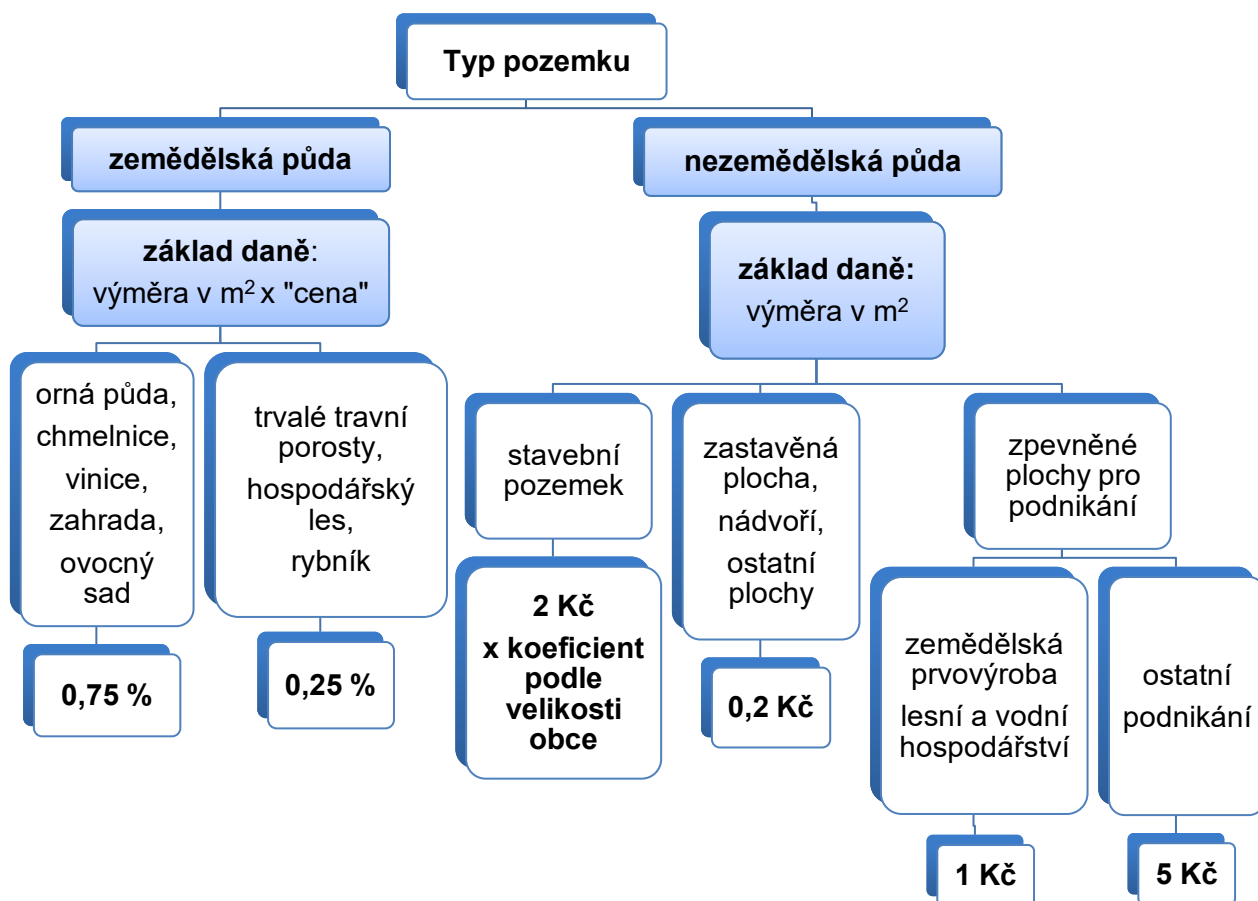 Typ pozemku
zemědělská půda
nezemědělská půda
základ daně:
výměra v m² x "cena"
základ daně:
výměra v m²
orná půda,
chmelnice,
vinice,
zahrada,
ovocný
sad
trvalé travní
porosty,
hospodářský
les,
rybník
stavební
pozemek
zastavěná
plocha,
nádvoří,
ostatní
plochy
zpevněné
plochy pro
podnikání
0,75 %
0,25 %
2 Kč
x koeficient
podle
velikosti
obce
0,2 Kč
zemědělská
prvovýroba
lesní a vodní
hospodářství
ostatní
podnikání
1 Kč
5 Kč